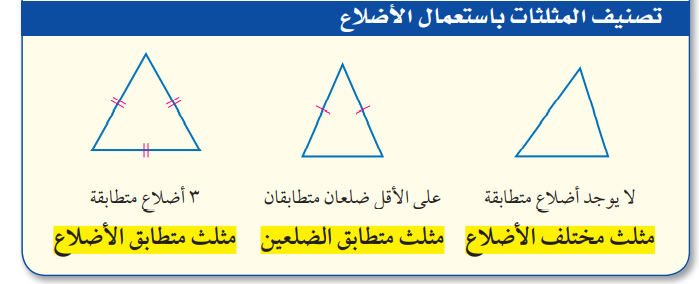 تصنيف المثلثات باستعمال الأضلاع
لا يوجد أضلاع متطابقة
مثلث مختلف الأضلاع
على الأقل ضلعان متطابقان
مثلث متطابق الضلعين
٣ أضلاع متطابقة
مثلث متطابق الأضلاع